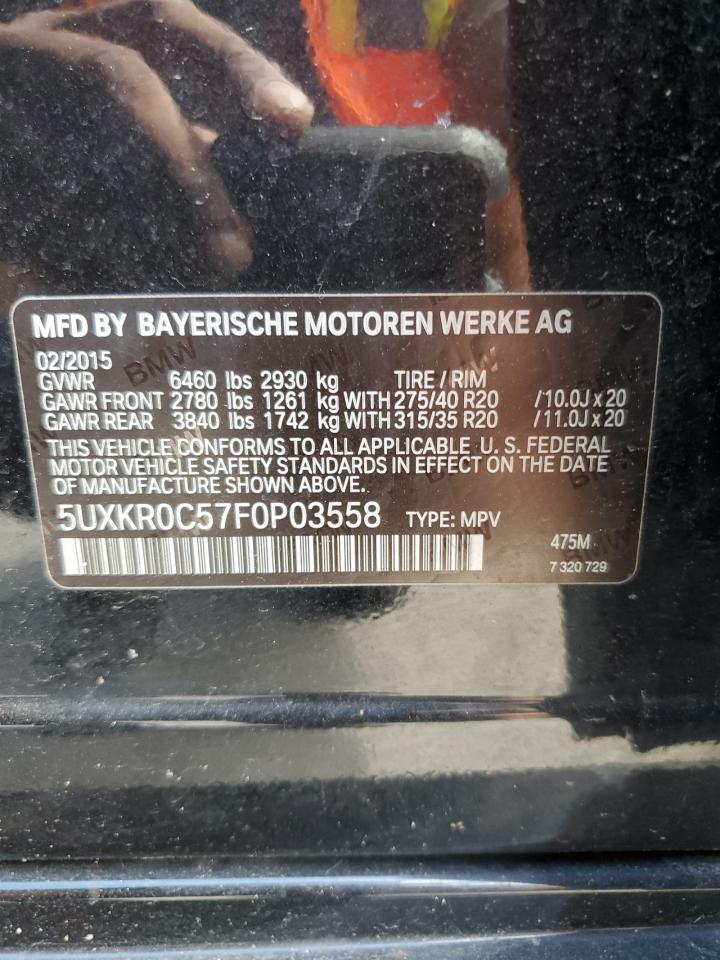 MFD BY BAYERISCHE MOTOREN WERKE AG
02/2015
GVWR 6460 lbs 2930 kg TIRE / RIM
GAWR FRONT 2780 lbs 1261 kg WITH 275/40 R20 /10.0J x 20
GAWR REAR 3840 lbs 1742 kg WITH 315/35 R20 /11.0J x 20
THIS VEHICLE CONFORMS TO ALL APPLICABLE U. S. FEDERAL
MOTOR VEHICLE SAFETY STANDARDS IN EFFECT ON THE DATE
OF MANUFACTURE SHOWN ABOVE.
5UXKR0C57F0P03558 TYPE: MPV
475M
7 320 729